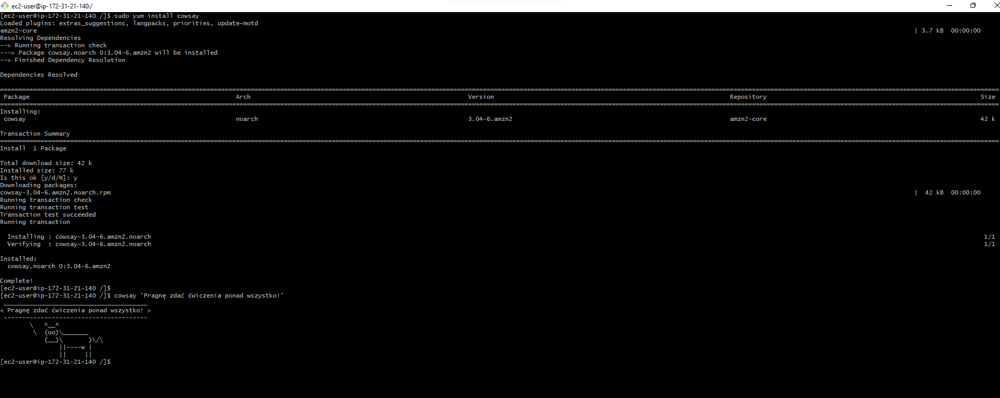 ec2-user@ip-172-31-21-140:/
[ec2-user@ip-172-31-21-140 /]$ sudo yum install cowsay
Loaded plugins: extras_suggestions, langpacks, priorities, update-motd
amzn2-core | 3.7 kB 00:00:00
Resolving Dependencies
--> Running transaction check
---> Package cowsay.noarch 0:3.04-6.amzn2 will be installed
--> Finished Dependency Resolution
Dependencies Resolved
Package Arch Version Repository Size
Installing:
cowsay noarch 3.04-6.amzn2 amzn2-core 42 k
Transaction Summary
Install 1 Package
Total download size: 42 k
Installed size: 77 k
Is this ok [y/d/N]: y
Downloading packages:
cowsay-3.04-6.amzn2.noarch.rpm | 42 kB 00:00:00
Running transaction check
Running transaction test
Transaction test succeeded
Running transaction
Installing : cowsay-3.04-6.amzn2.noarch 1/1
Verifying : cowsay-3.04-6.amzn2.noarch 1/1
Installed:
cowsay.noarch 0:3.04-6.amzn2
Complete!
[ec2-user@ip-172-31-21-140 /]$
[ec2-user@ip-172-31-21-140 /]$ cowsay 'Pragnę zdać ćwiczenia ponad wszystko!'
< Pragnę zdać ćwiczenia ponad wszystko! >
\ ^__^
\ (oo)\_______
(__)\ )\/\
||----w |
|| ||
[ec2-user@ip-172-31-21-140 /]$